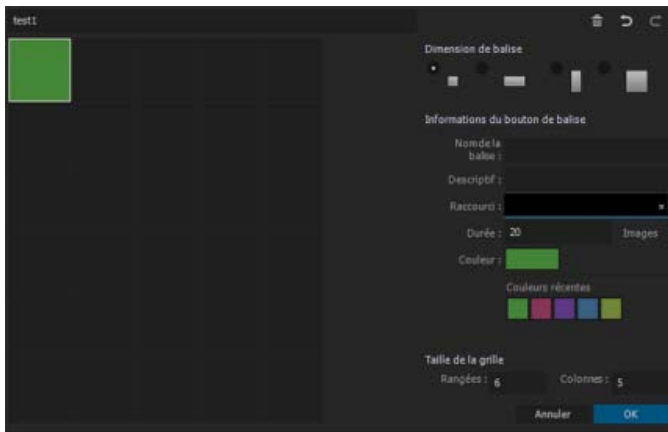 test1
Dimension de balise
Informations du bouton de balise
Nom de la
balise :
Descriptif :
Raccourci :
Durée : 20 Images
Couleur :
Couleurs récentes
Taille de la grille
Rangées : 6 Colonnes : 5
Annuler OK